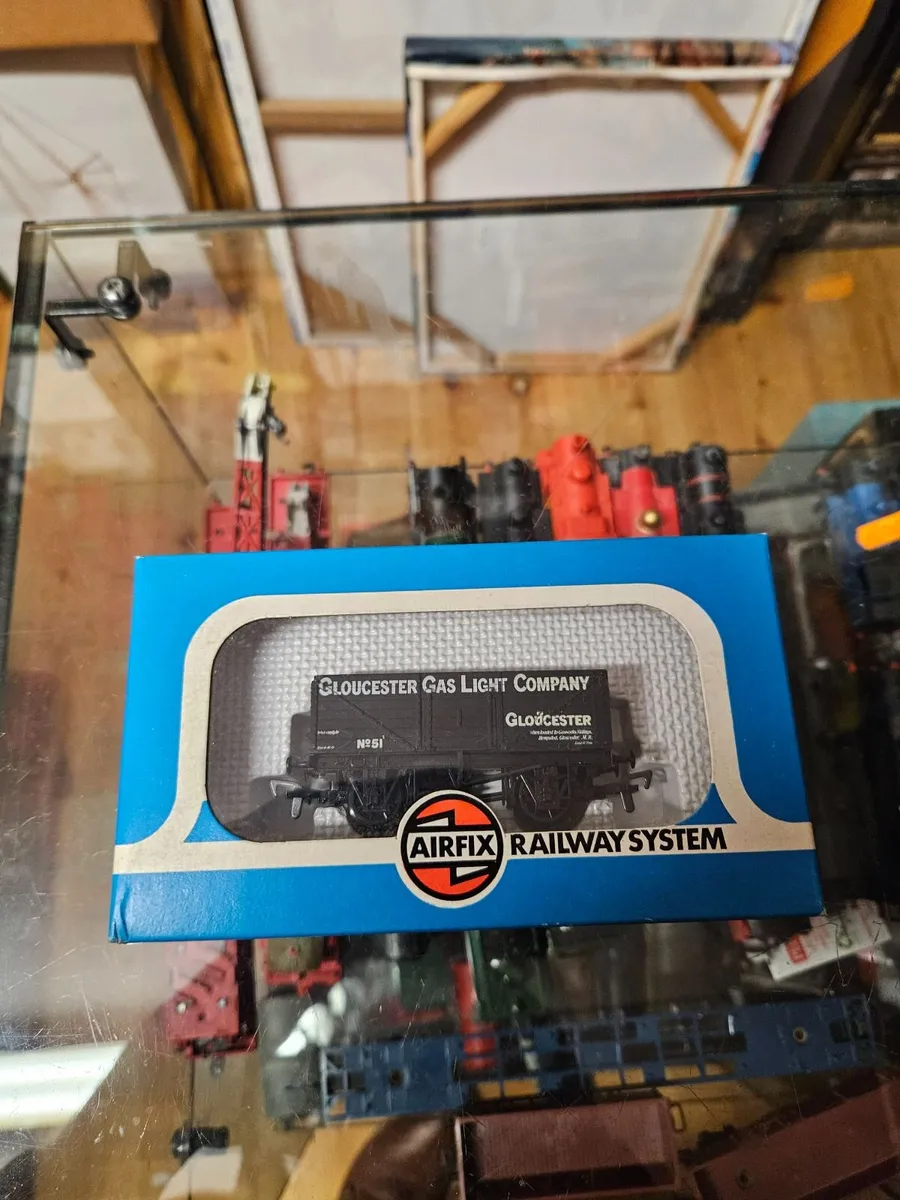 GLOUCESTER GAS LIGHT COMPANY
GLOUCESTER
Nº51
AIRFIX RAILWAY SYSTEM